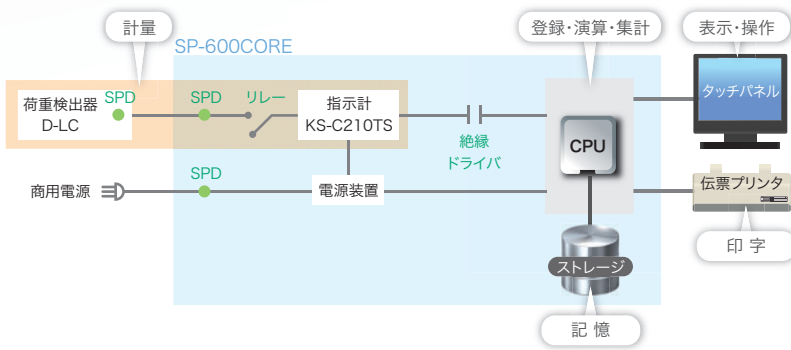 計量
登録・演算・集計
表示・操作
SP-600CORE
荷重検出器
D-LC
SPD
SPD
リレー
指示計
KS-C210TS
絶縁
ドライバ
CPU
タッチパネル
商用電源
SPD
電源装置
伝票プリンタ
印 字
ストレージ
記 憶